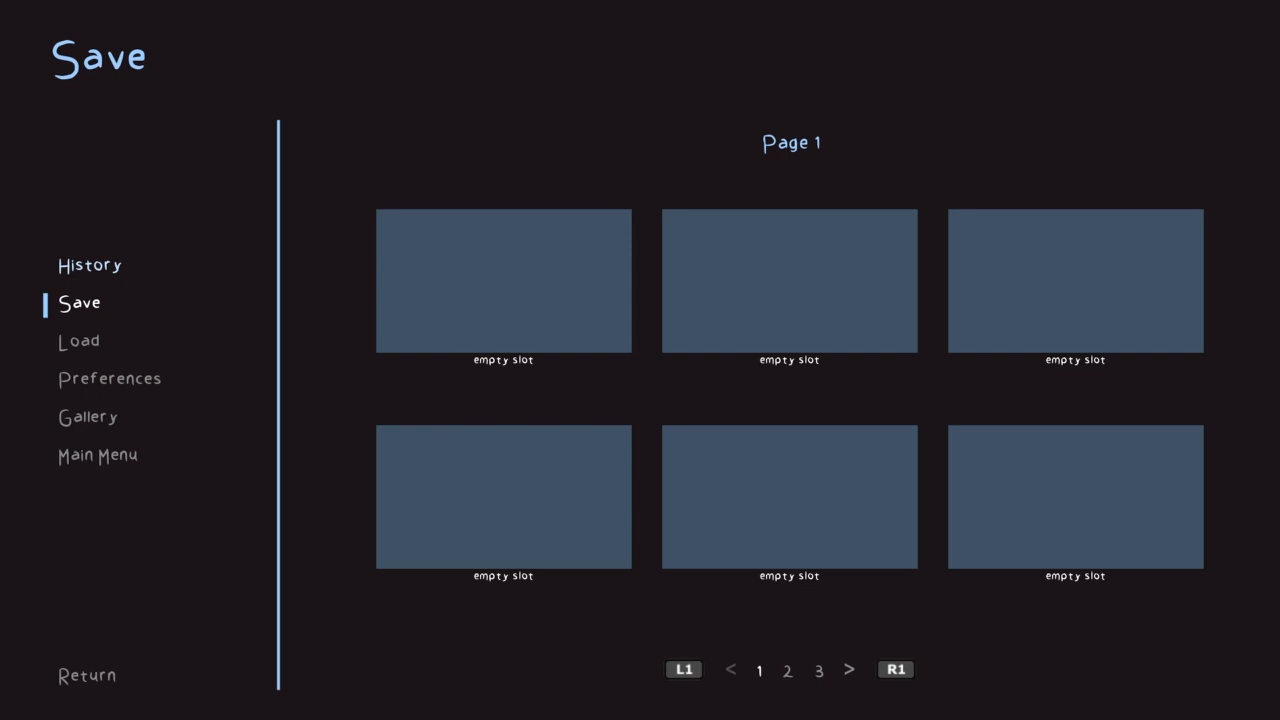 Save
Page 1
History
Save
Load
Preferences
Gallery
Main Menu
Return
empty slot empty slot empty slot
empty slot empty slot empty slot
L1 < 1 2 3 > R1